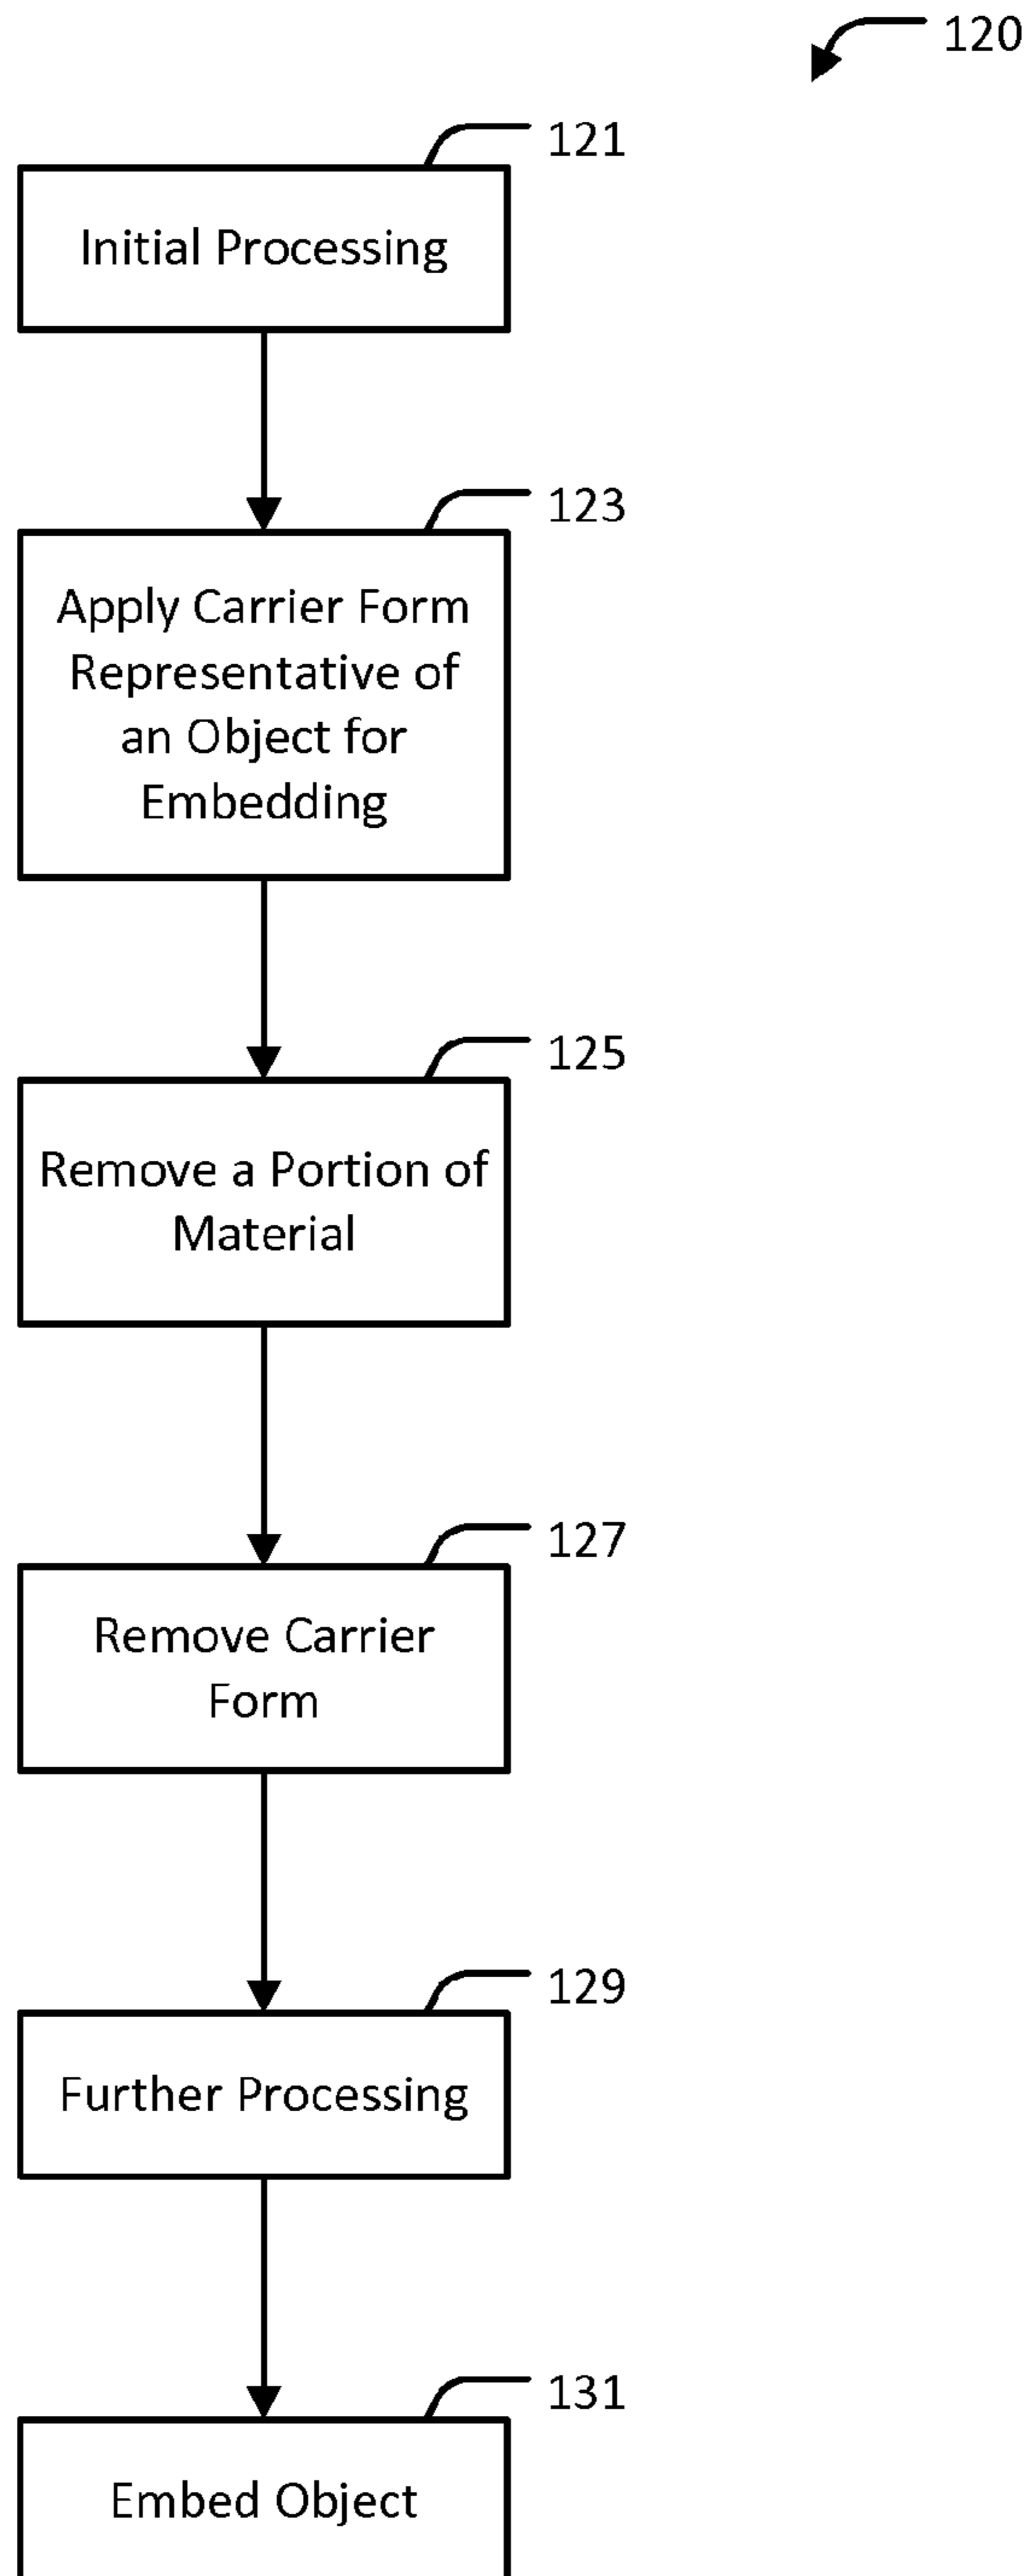 120
121
Initial Processing
123
Apply Carrier Form
Representative of
an Object for
Embedding
125
Remove a Portion of
Material
127
Remove Carrier
Form
129
Further Processing
131
Embed Object